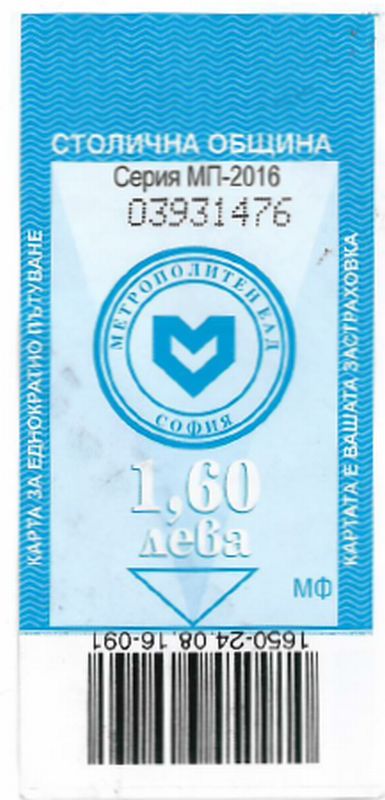 СТОЛИЧНА ОБЩИНА
Серия МП-2016
03931476
КАРТА ЗА ЕДНОКРАТНО ПЪТУВАНЕ
МЕТРОПОЛИТЕН ЕАД
СОФИЯ
КАРТАТА Е ВАШАТА ЗАСТРАХОВКА
1,60
лева
МФ
1650-24.08.16-091